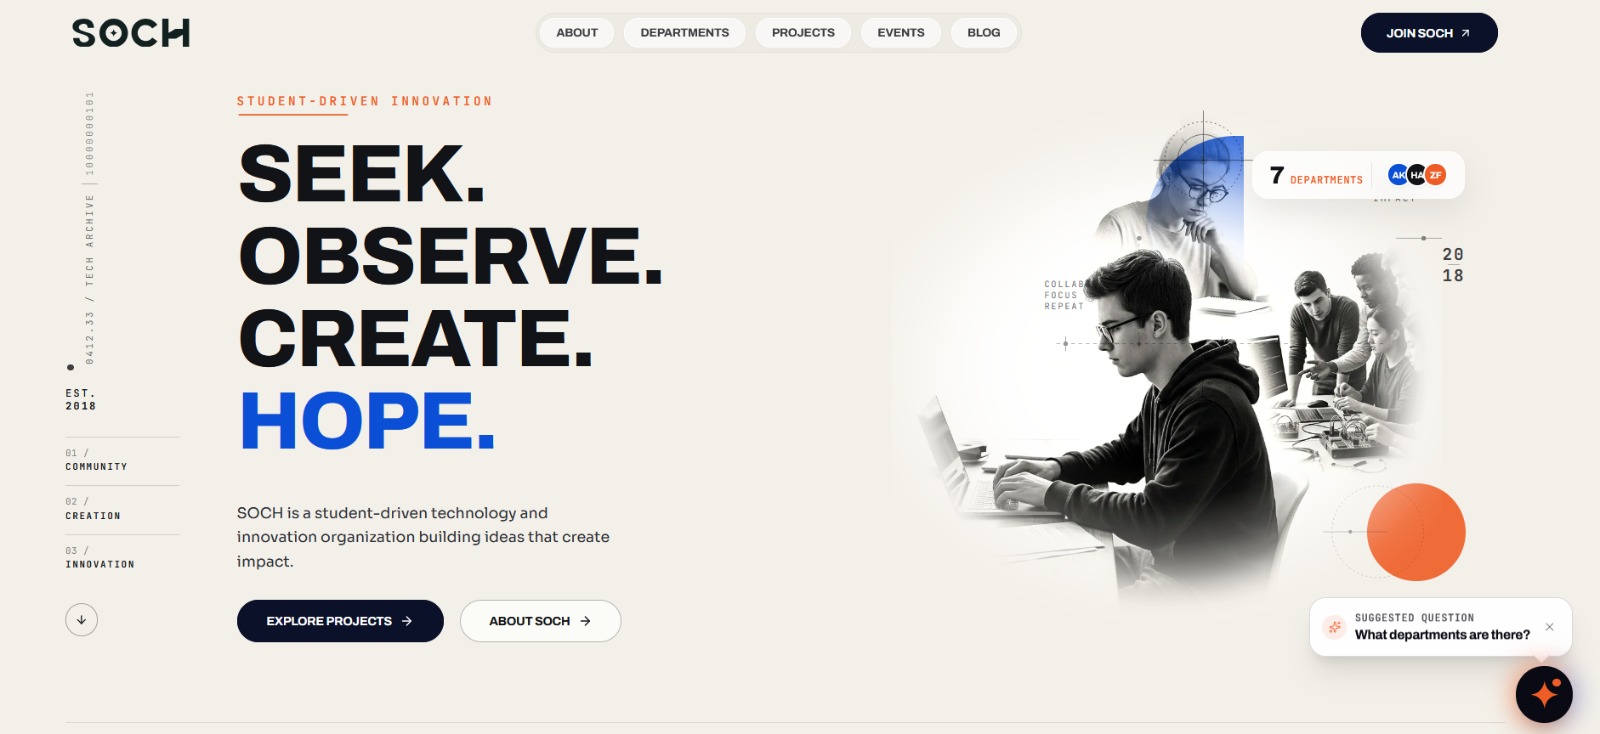 SOCH
ABOUT
DEPARTMENTS
PROJECTS
EVENTS
BLOG
JOIN SOCH
0412.33 / TECH ARCHIVE | 10000000101
EST.
2018
01 /
COMMUNITY
02 /
CREATION
03 /
INNOVATION
STUDENT-DRIVEN INNOVATION
SEEK.
OBSERVE.
CREATE.
HOPE.
SOCH is a student-driven technology and
innovation organization building ideas that create
impact.
EXPLORE PROJECTS
ABOUT SOCH
7 DEPARTMENTS
AK
HA
ZF
20
18
FOCUS
REPEAT
SUGGESTED QUESTION
What departments are there?